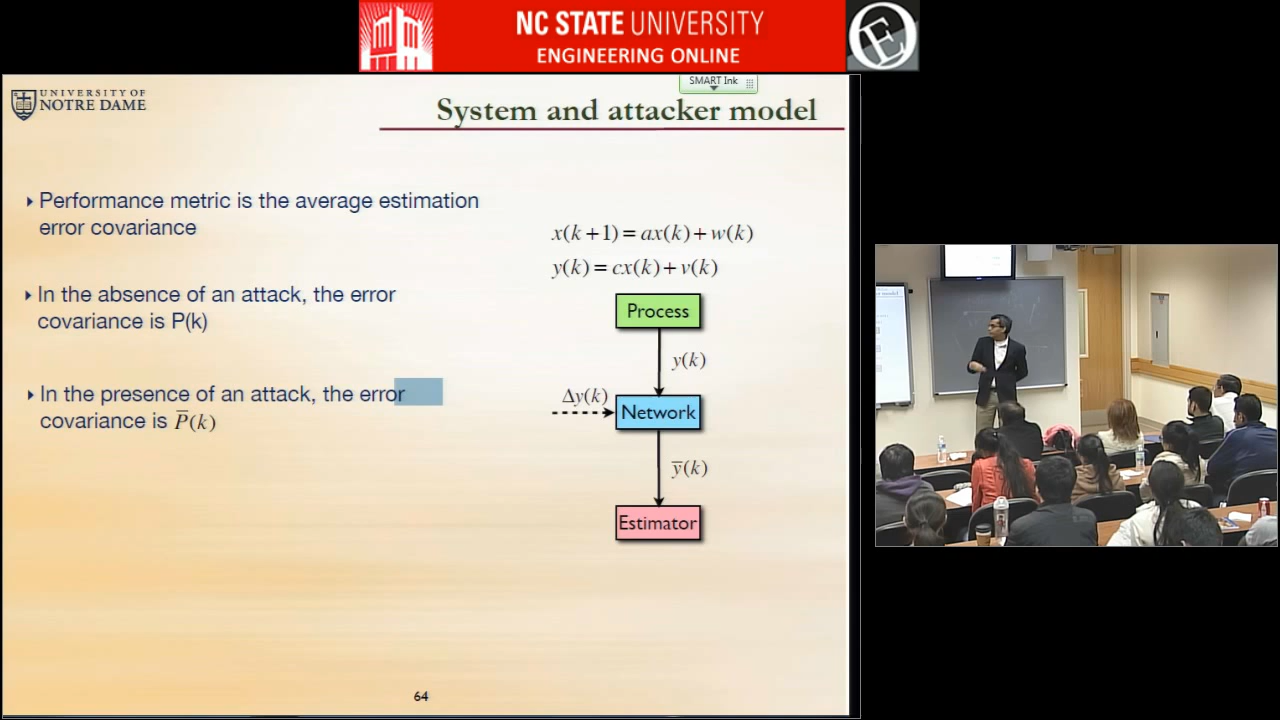 NC STATE UNIVERSITY
ENGINEERING ONLINE
OE
SMART Ink
UNIVERSITY OF
NOTRE DAME
System and attacker model
‣ Performance metric is the average estimation
error covariance
‣ In the absence of an attack, the error
covariance is P(k)
‣ In the presence of an attack, the error
covariance is P̅(k)
x(k+1) = ax(k) + w(k)
y(k) = cx(k) + v(k)
Process
y(k)
Δy(k)
Network
y̅(k)
Estimator
64